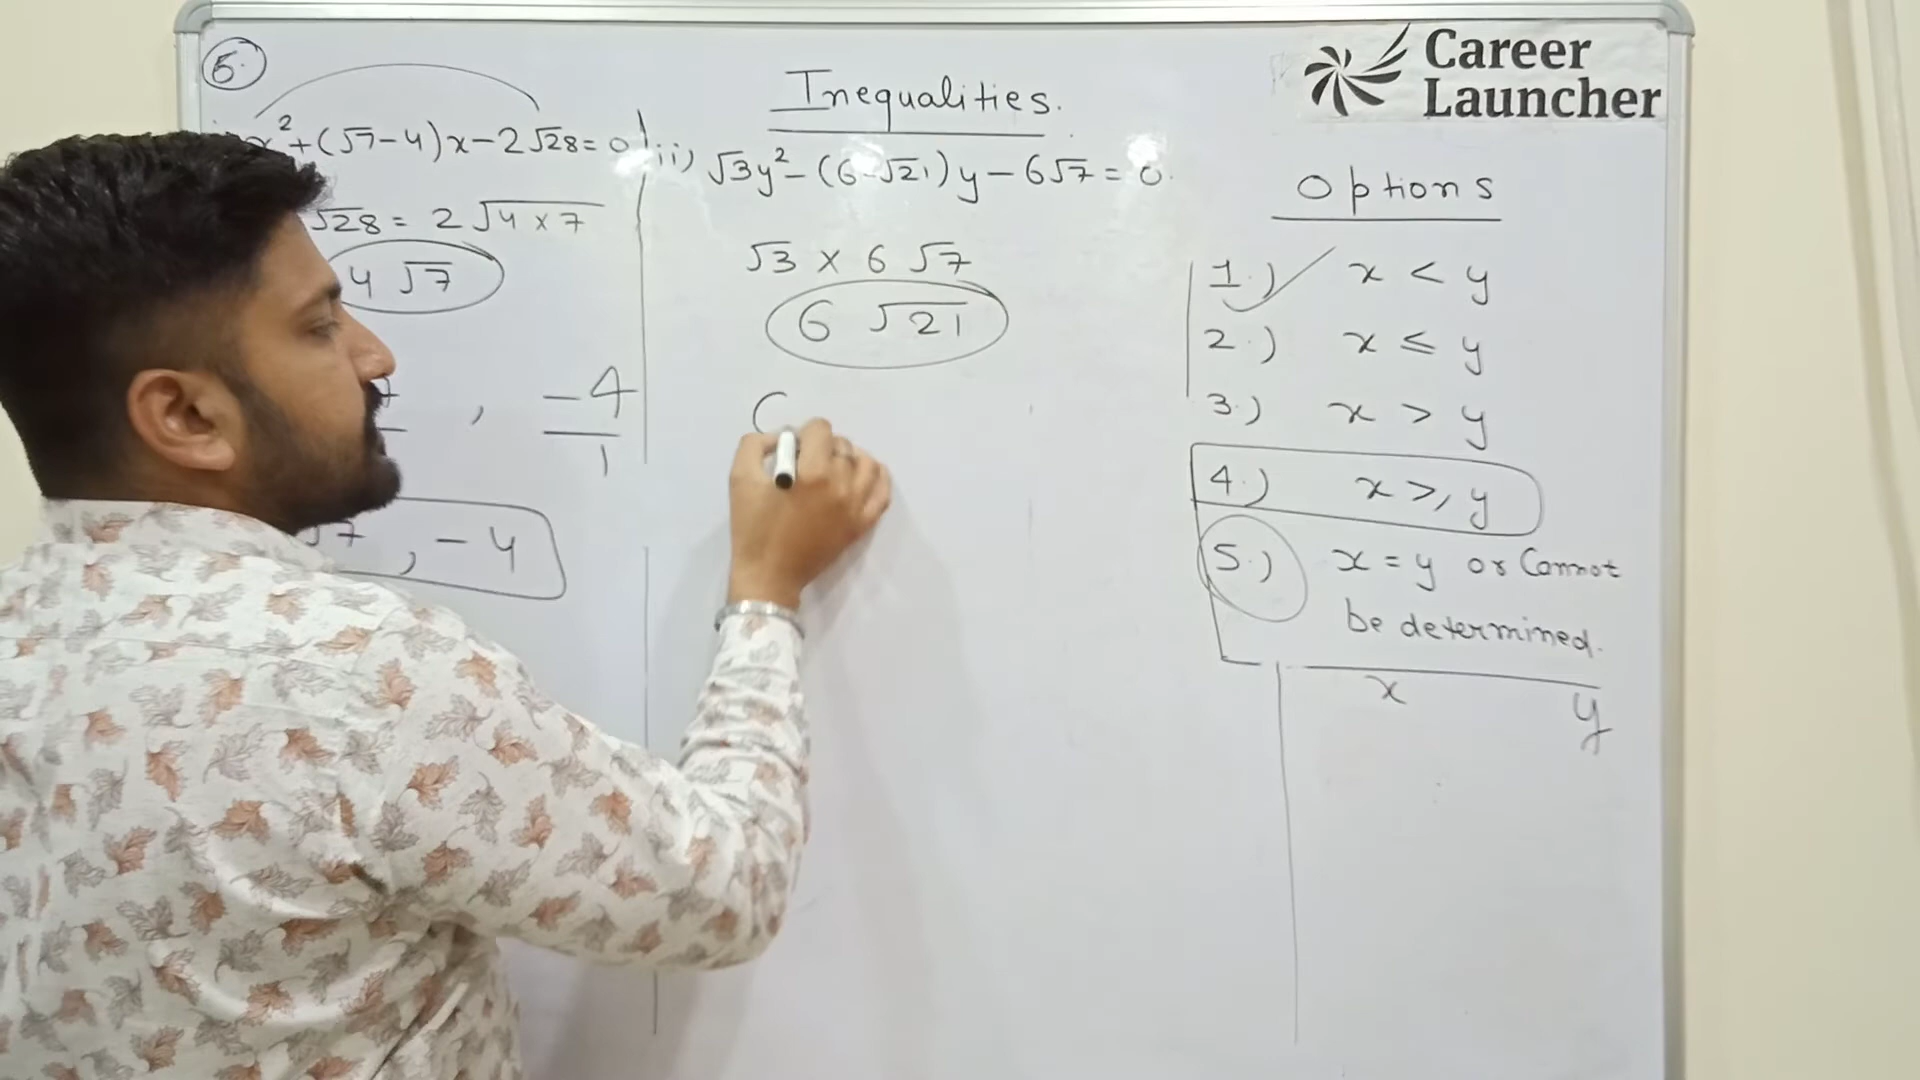 5.
Inequalities.
Career
Launcher
x²+(√7-4)x-2√28=0
ii) √3y²-(6-√21)y-6√7=0.
Options
√28 = 2√4×7
4√7
√3 × 6√7
6√21
1.) x < y
2.) x ≤ y
3.) x > y
4.) x >, y
5.) x = y or Cannot
be determined.
, -4
1
√7, -4
x y